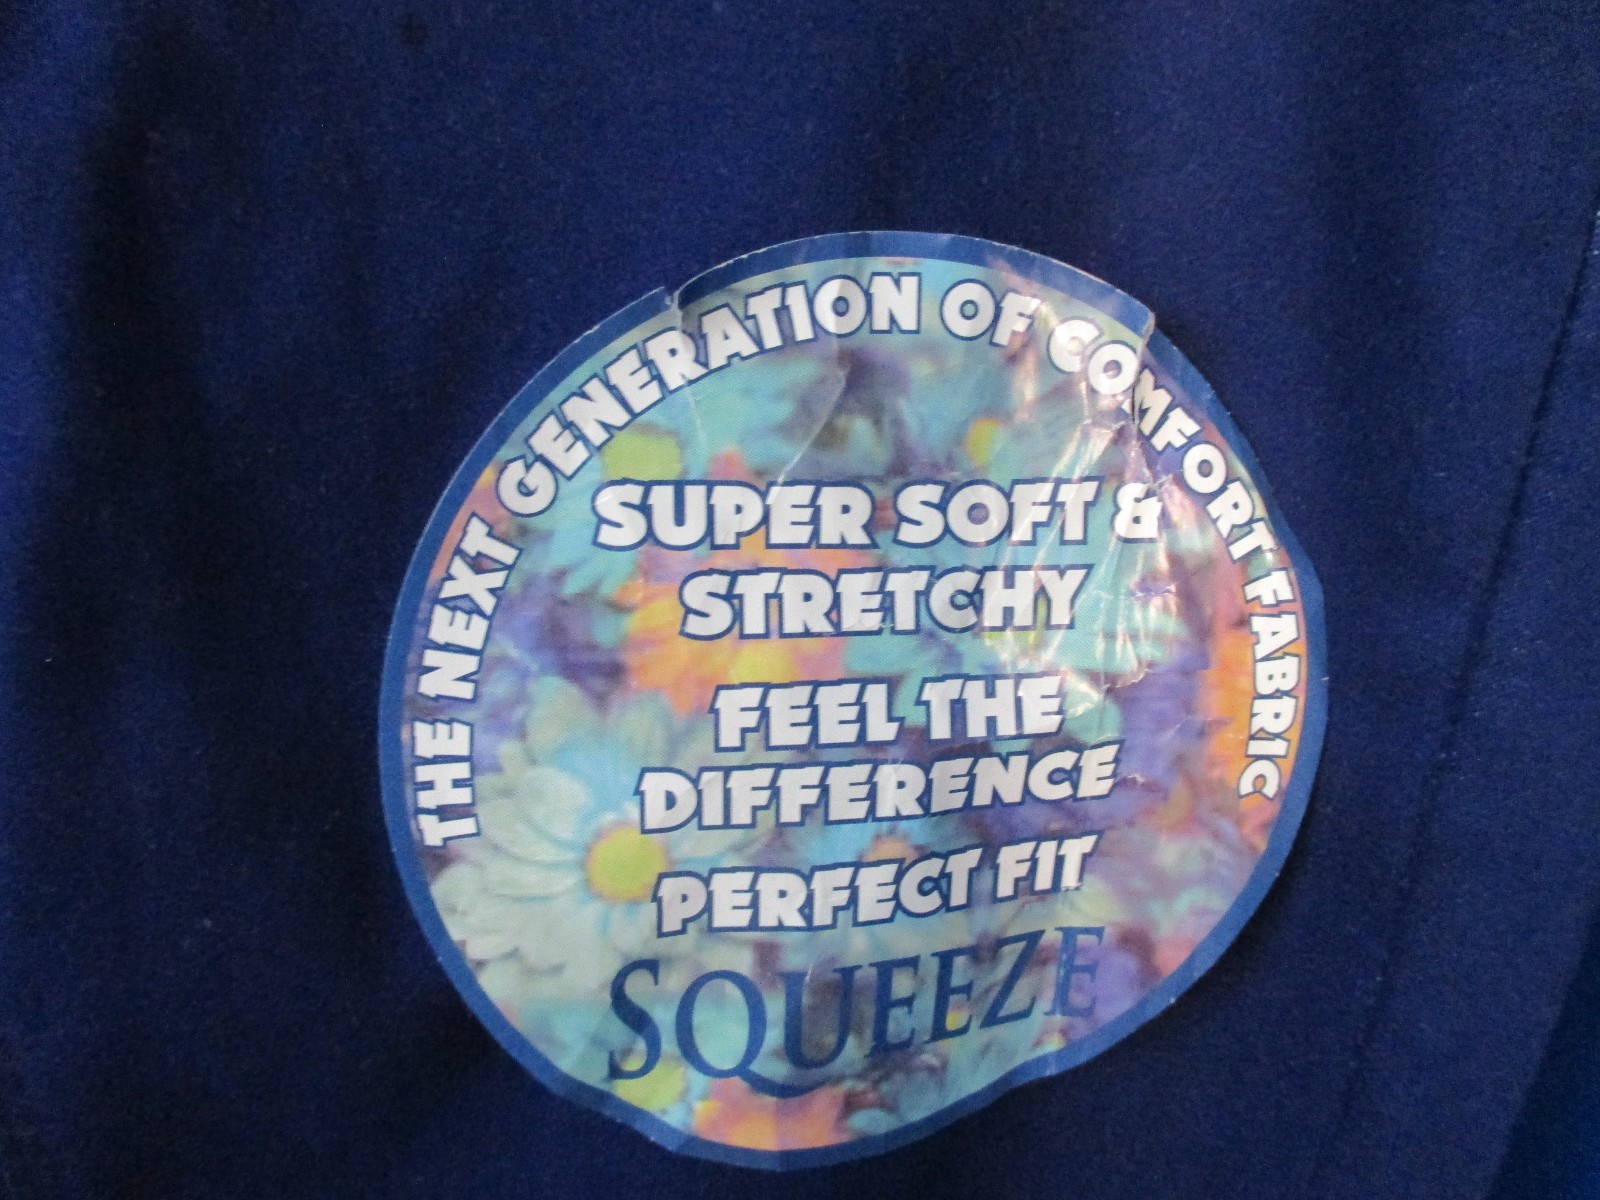 THE NEXT GENERATION OF COMFORT FABRIC
SUPER SOFT &
STRETCHY
FEEL THE
DIFFERENCE
PERFECT FIT
SQUEEZE